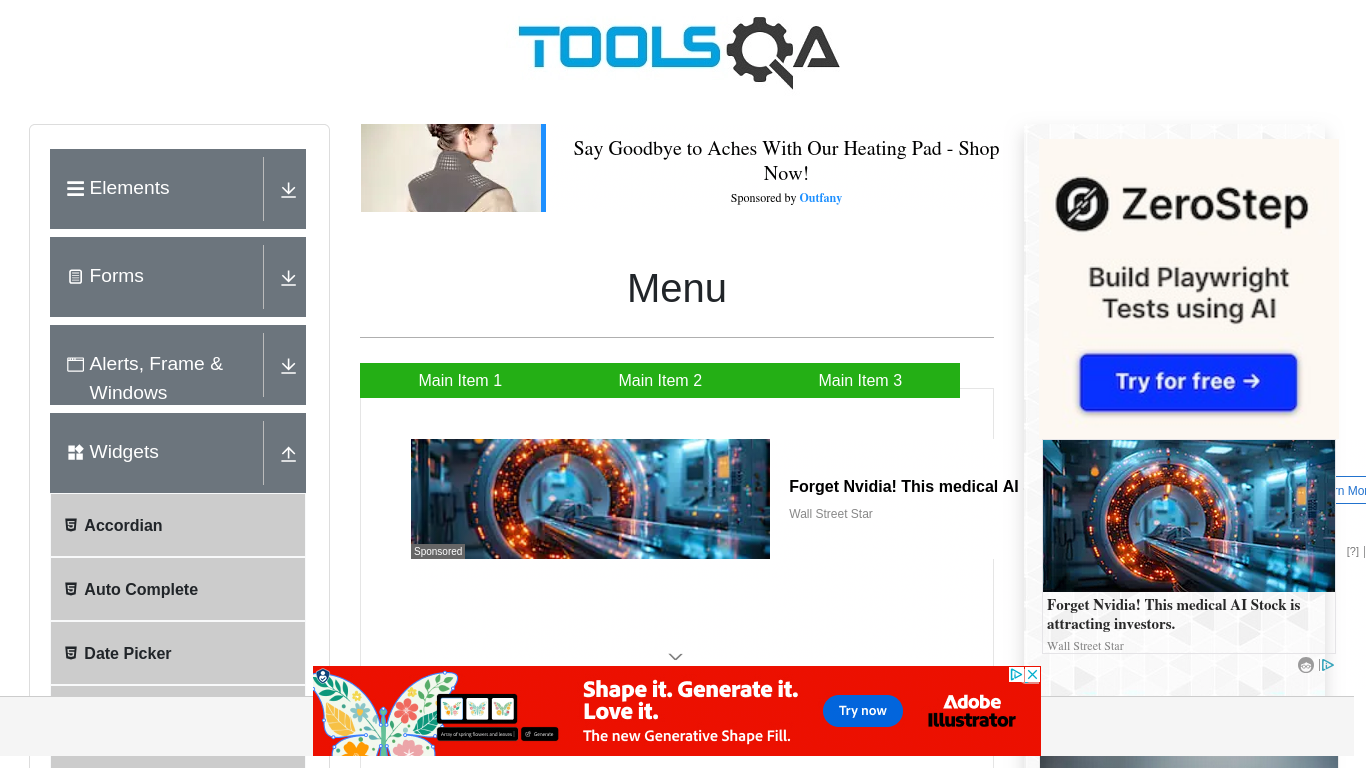 TOOLSQA
Elements
Forms
Alerts, Frame &
Windows
Widgets
Accordian
Auto Complete
Date Picker
Say Goodbye to Aches With Our Heating Pad - Shop
Now!
Sponsored by Outfany
Menu
Main Item 1
Main Item 2
Main Item 3
Sponsored
Forget Nvidia! This medical AI
Wall Street Star
ZeroStep
Build Playwright
Tests using AI
Try for free →
rn Mor
[?] |
Forget Nvidia! This medical AI Stock is
attracting investors.
Wall Street Star
Array of spring flowers and leaves
Generate
Shape it. Generate it.
Love it.
The new Generative Shape Fill.
Try now
Adobe
Illustrator